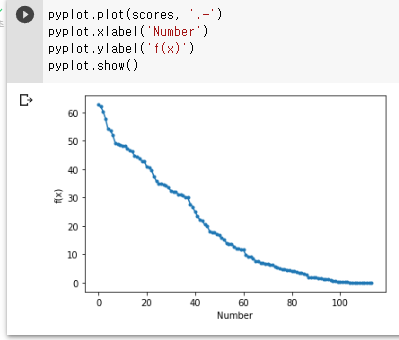 pyplot.plot(scores, '.-')
pyplot.xlabel('Number')
pyplot.ylabel('f(x)')
pyplot.show()
60
50
40
30
20
10
0
f(x)
0 20 40 60 80 100
Number